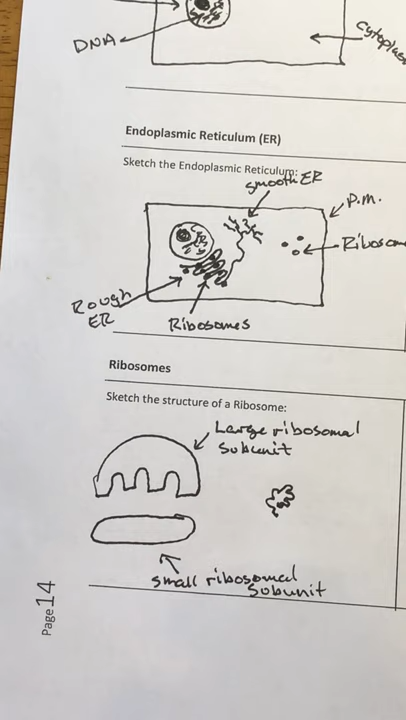 DNA
Endoplasmic Reticulum (ER)
Sketch the Endoplasmic Reticulum:
smooth ER
P.M.
Rough
ER
Ribosomes
Ribosomes
Sketch the structure of a Ribosome:
Large ribosomal
Subunit
small ribosomal
Subunit
Page 14